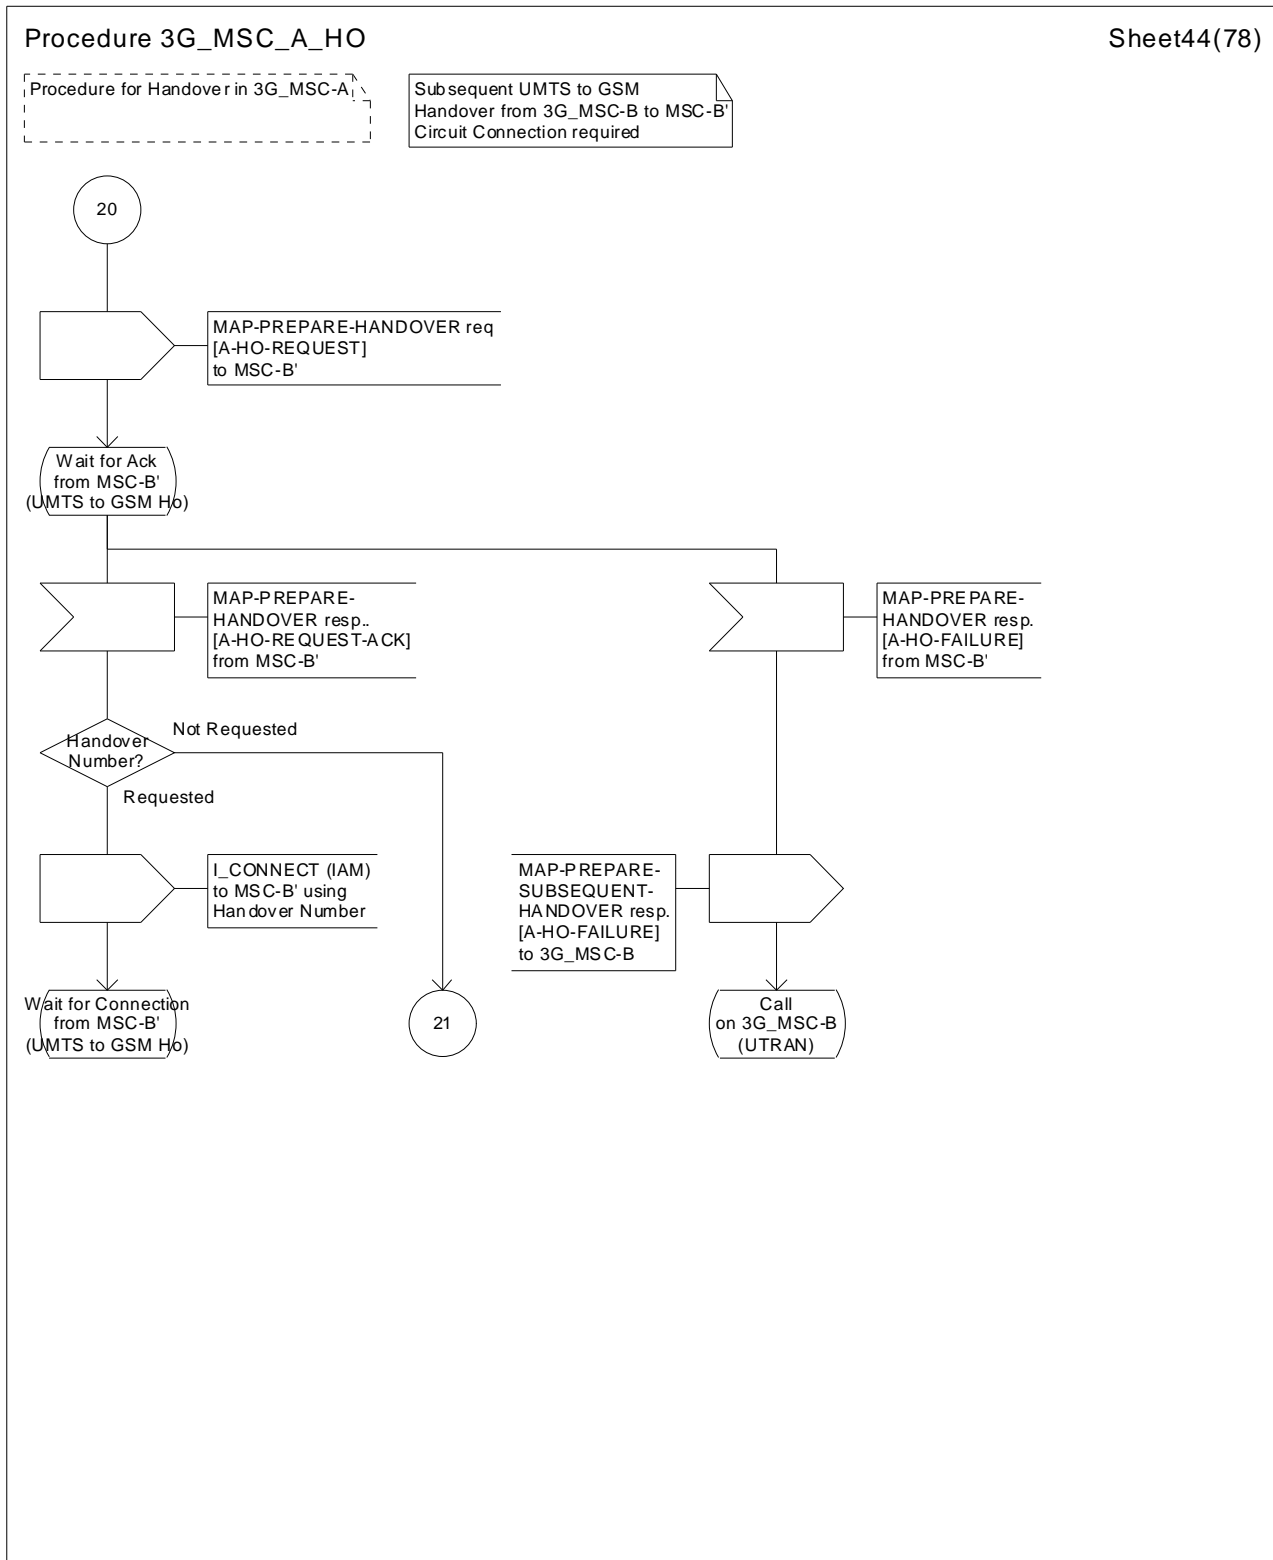 Procedure 3G_MSC_A_HO
Sheet44(78)
Procedure for Handover in 3G_MSC-A
Subsequent UMTS to GSM
Handover from 3G_MSC-B to MSC-B'
Circuit Connection required
20
MAP-PREPARE-HANDOVER req
[A-HO-REQUEST]
to MSC-B'
Wait for Ack
from MSC-B'
(UMTS to GSM Ho)
MAP-PREPARE-
HANDOVER resp..
[A-HO-REQUEST-ACK]
from MSC-B'
MAP-PREPARE-
HANDOVER resp.
[A-HO-FAILURE]
from MSC-B'
Handover
Number?
Not Requested
Requested
I_CONNECT (IAM)
to MSC-B' using
Handover Number
MAP-PREPARE-
SUBSEQUENT-
HANDOVER resp.
[A-HO-FAILURE]
to 3G_MSC-B
Wait for Connection
from MSC-B'
(UMTS to GSM Ho)
21
Call
on 3G_MSC-B
(UTRAN)